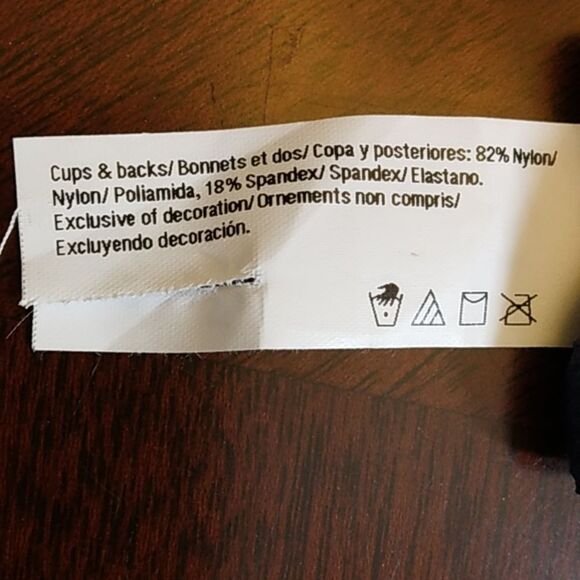 Cups & backs/ Bonnets et dos/ Copa y posteriores: 82% Nylon/
Nylon/ Poliamida, 18% Spandex/ Spandex/ Elastano.
Exclusive of decoration/ Ornements non compris/
Excluyendo decoración.